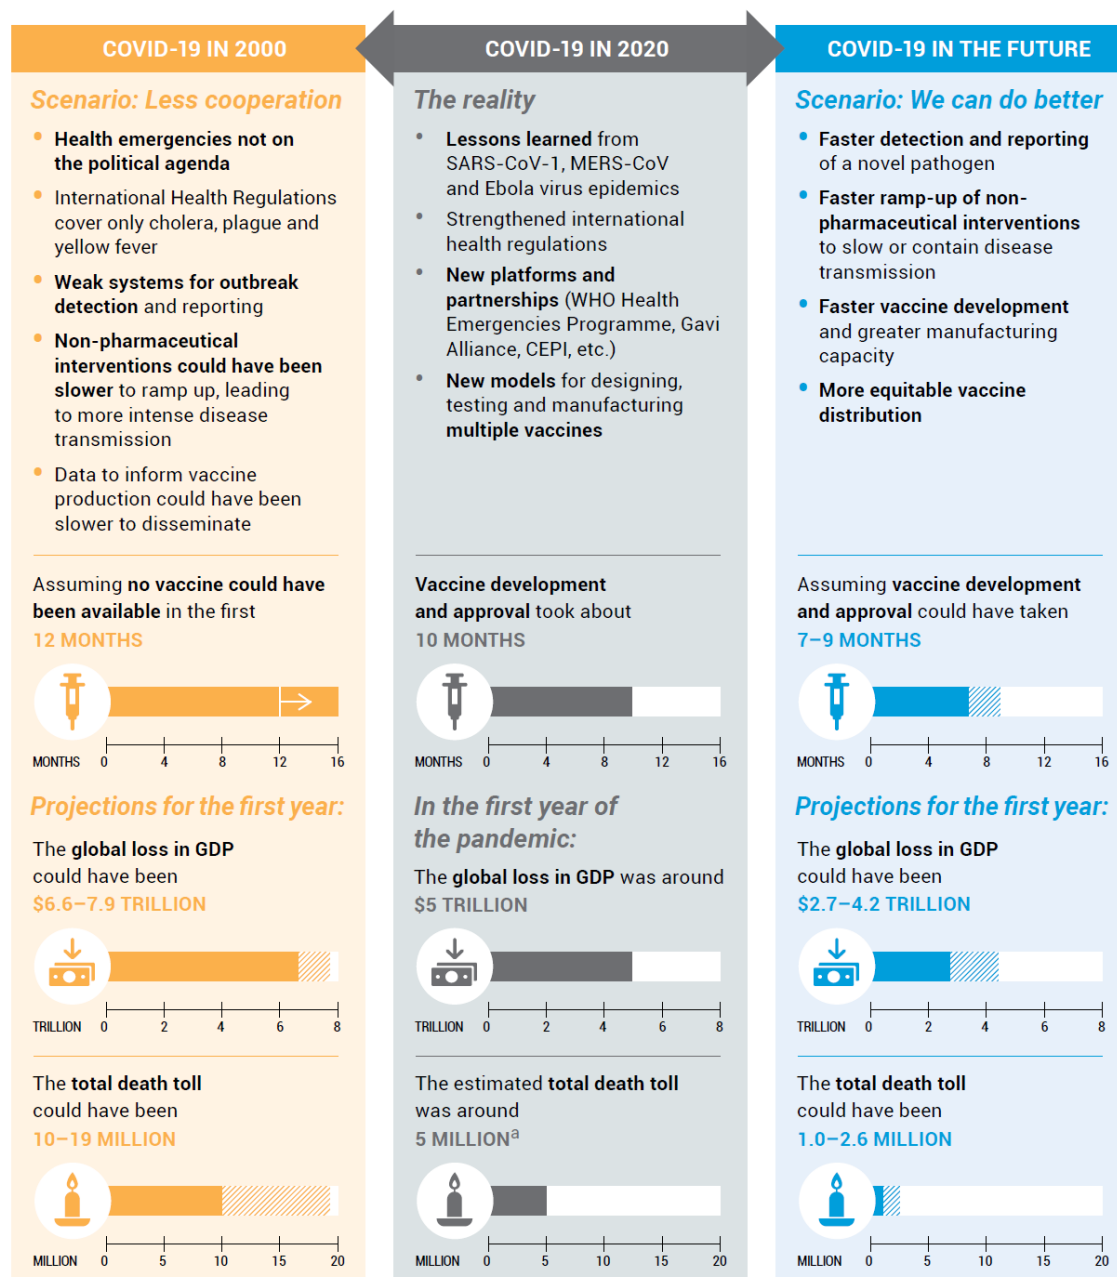 COVID-19 IN 2000
Scenario: Less cooperation
• Health emergencies not on
the political agenda
• International Health Regulations
cover only cholera, plague and
yellow fever
• Weak systems for outbreak
detection and reporting
• Non-pharmaceutical
interventions could have been
slower to ramp up, leading
to more intense disease
transmission
• Data to inform vaccine
production could have been
slower to disseminate
Assuming no vaccine could have
been available in the first
12 MONTHS
MONTHS 0 4 8 12 16
Projections for the first year:
The global loss in GDP
could have been
$6.6–7.9 TRILLION
TRILLION 0 2 4 6 8
The total death toll
could have been
10–19 MILLION
MILLION 0 5 10 15 20
COVID-19 IN 2020
The reality
• Lessons learned from
SARS-CoV-1, MERS-CoV
and Ebola virus epidemics
• Strengthened international
health regulations
• New platforms and
partnerships (WHO Health
Emergencies Programme, Gavi
Alliance, CEPI, etc.)
• New models for designing,
testing and manufacturing
multiple vaccines
Vaccine development
and approval took about
10 MONTHS
MONTHS 0 4 8 12 16
In the first year of
the pandemic:
The global loss in GDP was around
$5 TRILLION
TRILLION 0 2 4 6 8
The estimated total death toll
was around
5 MILLIONª
MILLION 0 5 10 15 20
COVID-19 IN THE FUTURE
Scenario: We can do better
• Faster detection and reporting
of a novel pathogen
• Faster ramp-up of non-
pharmaceutical interventions
to slow or contain disease
transmission
• Faster vaccine development
and greater manufacturing
capacity
• More equitable vaccine
distribution
Assuming vaccine development
and approval could have taken
7–9 MONTHS
MONTHS 0 4 8 12 16
Projections for the first year:
The global loss in GDP
could have been
$2.7–4.2 TRILLION
TRILLION 0 2 4 6 8
The total death toll
could have been
1.0–2.6 MILLION
MILLION 0 5 10 15 20